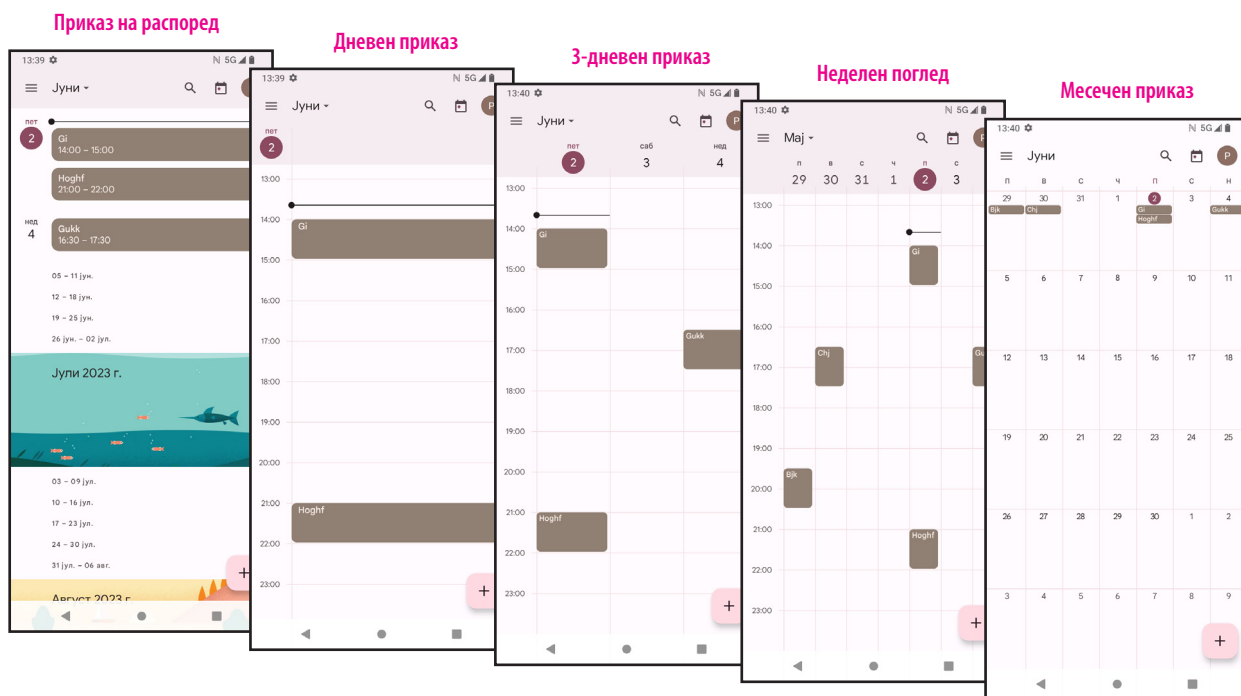 Приказ на распоред
13:39 5G
Јуни
пет
2
Gi
14:00 – 15:00
Hoghf
21:00 – 22:00
нед
4
Gukk
16:30 – 17:30
05 – 11 јун.
12 – 18 јун.
19 – 25 јун.
26 јун. – 02 јул.
Јули 2023 г.
03 – 09 јул.
10 – 16 јул.
17 – 23 јул.
24 – 30 јул.
31 јул. – 06 авг.
Август 2023 г.
+
Дневен приказ
13:39 5G
Јуни P
пет
2
13:00
14:00
Gi
15:00
16:00
17:00
18:00
19:00
20:00
21:00
Hoghf
22:00
23:00
+
3-дневен приказ
13:40 5G
Јуни P
пет саб нед
2 3 4
13:00
14:00
Gi
15:00
16:00
Gukk
17:00
18:00
19:00
20:00
21:00
Hoghf
22:00
23:00
+
Неделен поглед
13:40 5G
Мај
п в с ч п с
29 30 31 1 2 3
13:00
14:00
Gi
15:00
16:00
Chj Gu
17:00
18:00
19:00
Bjk
20:00
21:00
Hoghf
22:00
23:00
+
Месечен приказ
13:40 5G
Јуни P
п в с ч п с н
29 30 31 1 2 3 4
Bjk Chj Gi Gukk
Hoghf
5 6 7 8 9 10 11
12 13 14 15 16 17 18
19 20 21 22 23 24 25
26 27 28 29 30 1 2
3 4 5 6 7 8 9
+